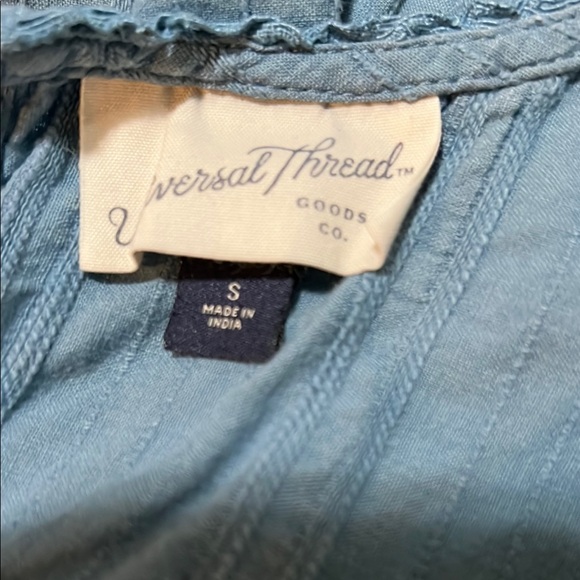 Universal Thread™
GOODS
CO.
S
MADE IN
INDIA